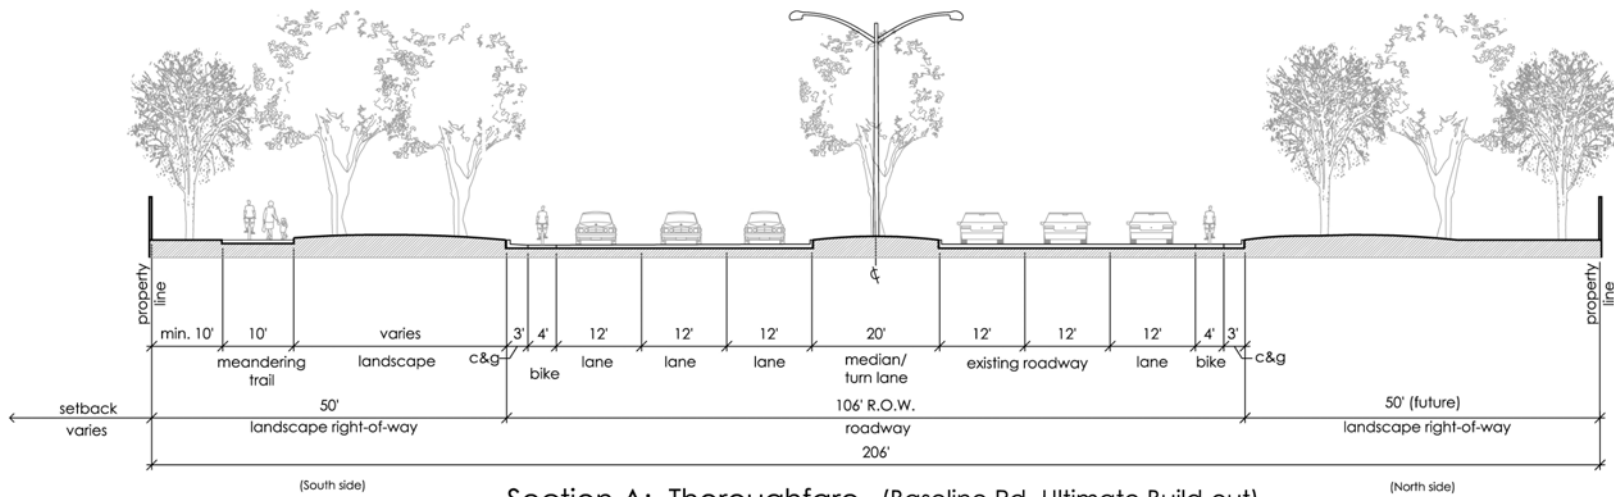 property line
property line
min. 10' 10' varies 3' 4' 12' 12' 12' 20' 12' 12' 12' 4' 3'
meandering trail landscape c&g bike lane lane lane median/ turn lane existing roadway lane bike c&g
setback varies
50' landscape right-of-way
106' R.O.W. roadway
50' (future) landscape right-of-way
206'
(South side)
(North side)
Section A: Thoroughfare (Baseline Rd. Ultimate Build-out)